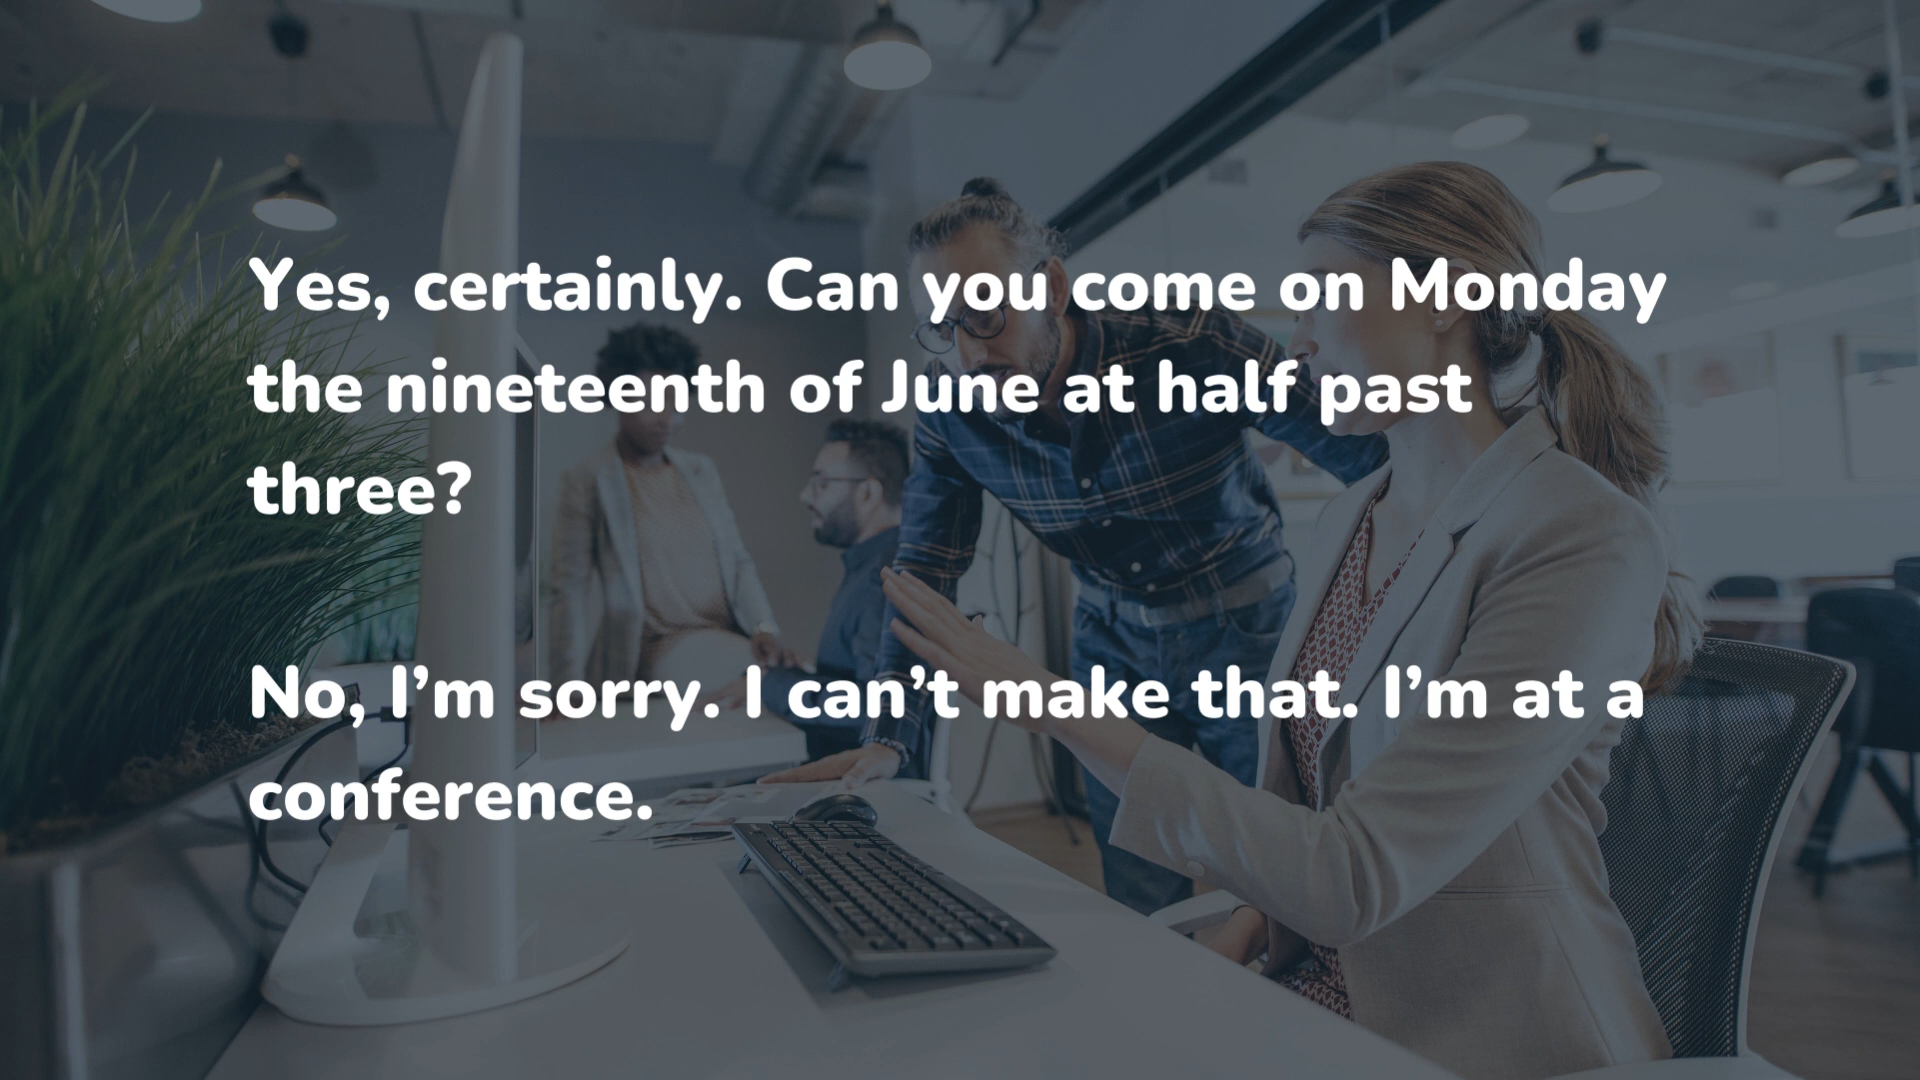 Yes, certainly. Can you come on Monday
the nineteenth of June at half past
three?
No, I’m sorry. I can’t make that. I’m at a
conference.